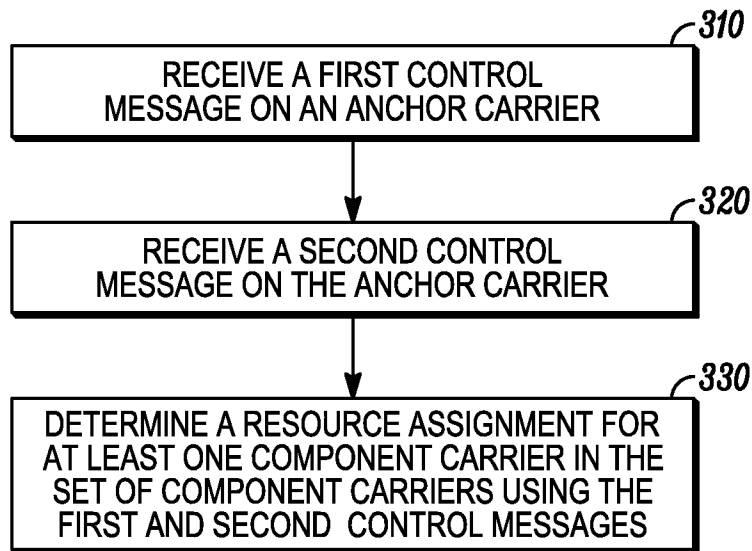 310
RECEIVE A FIRST CONTROL
MESSAGE ON AN ANCHOR CARRIER
320
RECEIVE A SECOND CONTROL
MESSAGE ON THE ANCHOR CARRIER
330
DETERMINE A RESOURCE ASSIGNMENT FOR
AT LEAST ONE COMPONENT CARRIER IN THE
SET OF COMPONENT CARRIERS USING THE
FIRST AND SECOND CONTROL MESSAGES